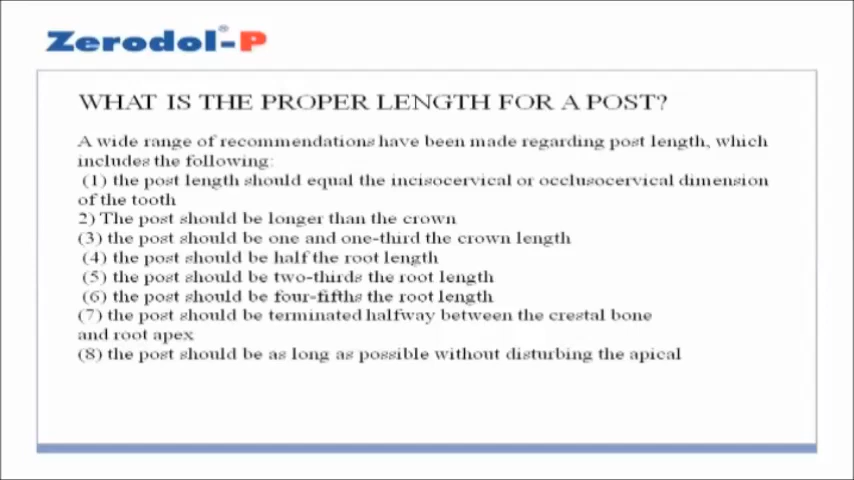 Zerodol-P®
WHAT IS THE PROPER LENGTH FOR A POST?
A wide range of recommendations have been made regarding post length, which
includes the following:
(1) the post length should equal the incisocervical or occlusocervical dimension
of the tooth
2) The post should be longer than the crown
(3) the post should be one and one-third the crown length
(4) the post should be half the root length
(5) the post should be two-thirds the root length
(6) the post should be four-fifths the root length
(7) the post should be terminated halfway between the crestal bone
and root apex
(8) the post should be as long as possible without disturbing the apical